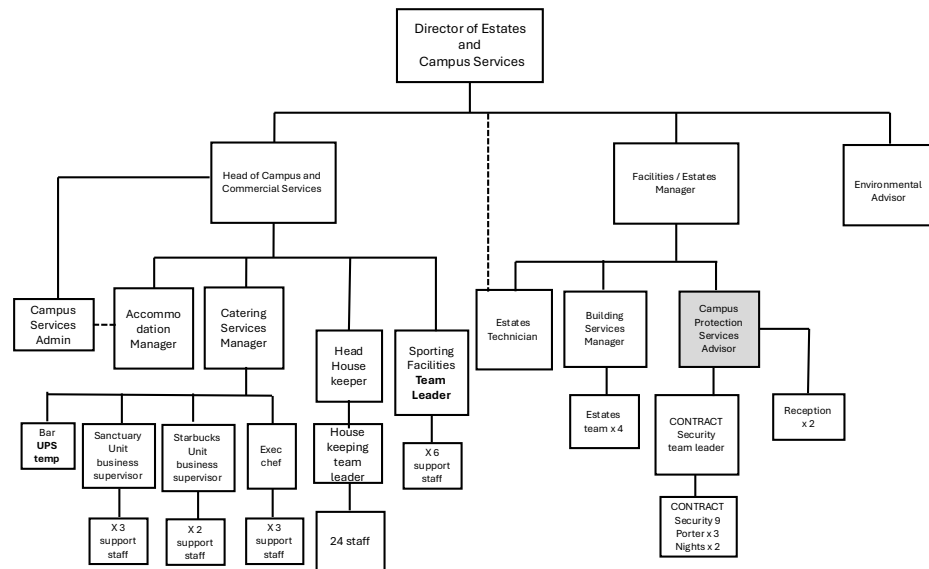 Director of Estates
and
Campus Services
Head of Campus and
Commercial Services
Facilities / Estates
Manager
Environmental
Advisor
Campus
Services
Admin
Accommo
dation
Manager
Catering
Services
Manager
Head
House
keeper
Sporting
Facilities
Team
Leader
Estates
Technician
Building
Services
Manager
Campus
Protection
Services
Advisor
Bar
UPS
temp
Sanctuary
Unit
business
supervisor
Starbucks
Unit
business
supervisor
Exec
chef
House
keeping
team
leader
X 6
support
staff
Estates
team x 4
CONTRACT
Security
team leader
Reception
x 2
X 3
support
staff
X 2
support
staff
X 3
support
staff
24 staff
CONTRACT
Security 9
Porter x 3
Nights x 2